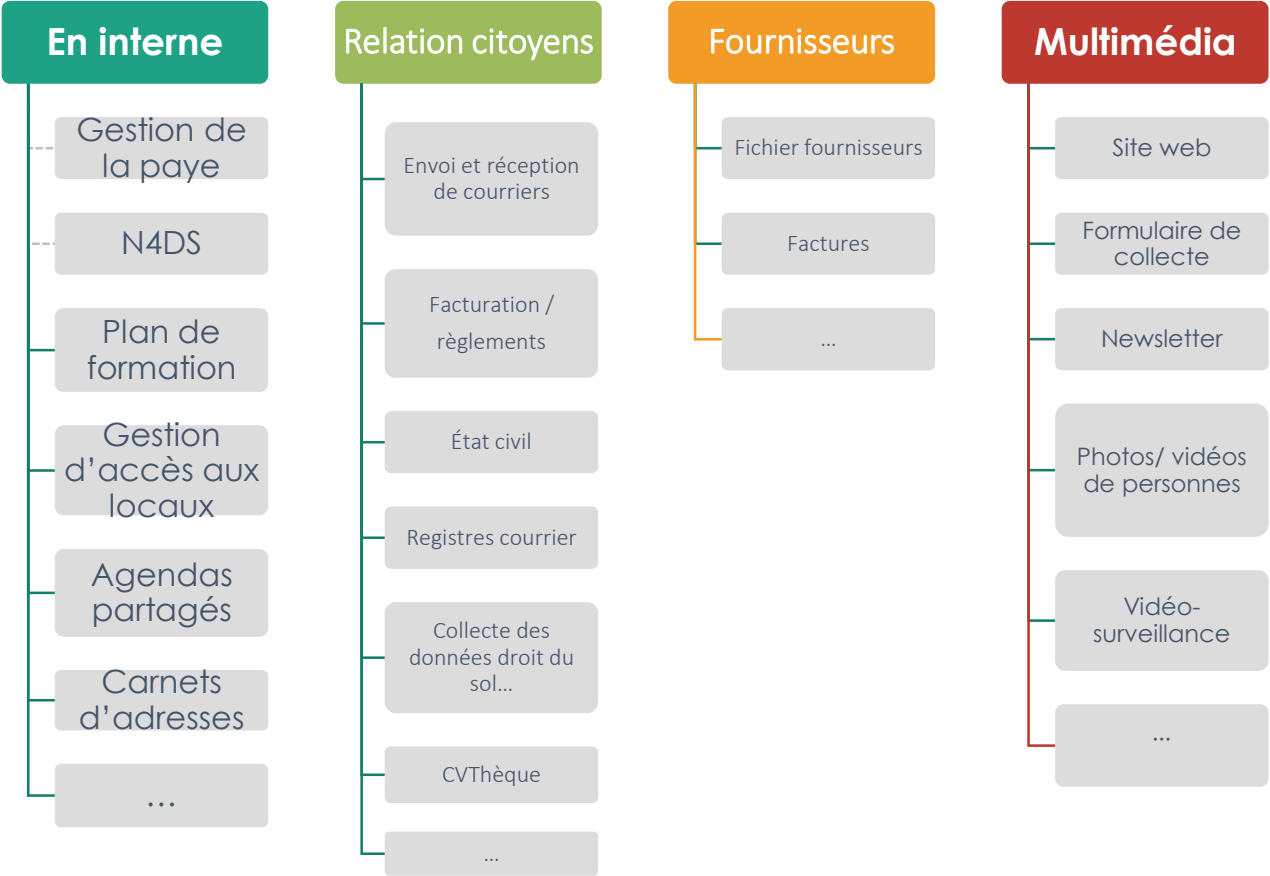 En interne
Gestion de
la paye
N4DS
Plan de
formation
Gestion
d’accès aux
locaux
Agendas
partagés
Carnets
d’adresses
...
Relation citoyens
Envoi et réception
de courriers
Facturation /
règlements
État civil
Registres courrier
Collecte des
données droit du
sol...
CVThèque
...
Fournisseurs
Fichier fournisseurs
Factures
...
Multimédia
Site web
Formulaire de
collecte
Newsletter
Photos/ vidéos
de personnes
Vidéo-
surveillance
...